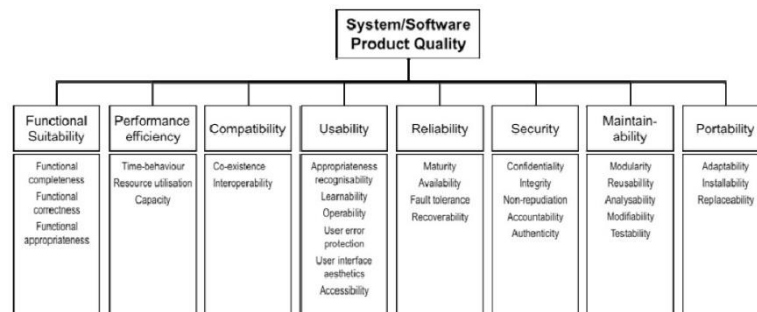 System/Software
Product Quality
Functional
Suitability
Performance
efficiency
Compatibility
Usability
Reliability
Security
Maintain-
ability
Portability
Functional
completeness
Functional
correctness
Functional
appropriateness
Time-behaviour
Resource utilisation
Capacity
Co-existence
Interoperability
Appropriateness
recognisability
Learnability
Operability
User error
protection
User interface
aesthetics
Accessibility
Maturity
Availability
Fault tolerance
Recoverability
Confidentiality
Integrity
Non-repudiation
Accountability
Authenticity
Modularity
Reusability
Analysability
Modifiability
Testability
Adaptability
Installability
Replaceability